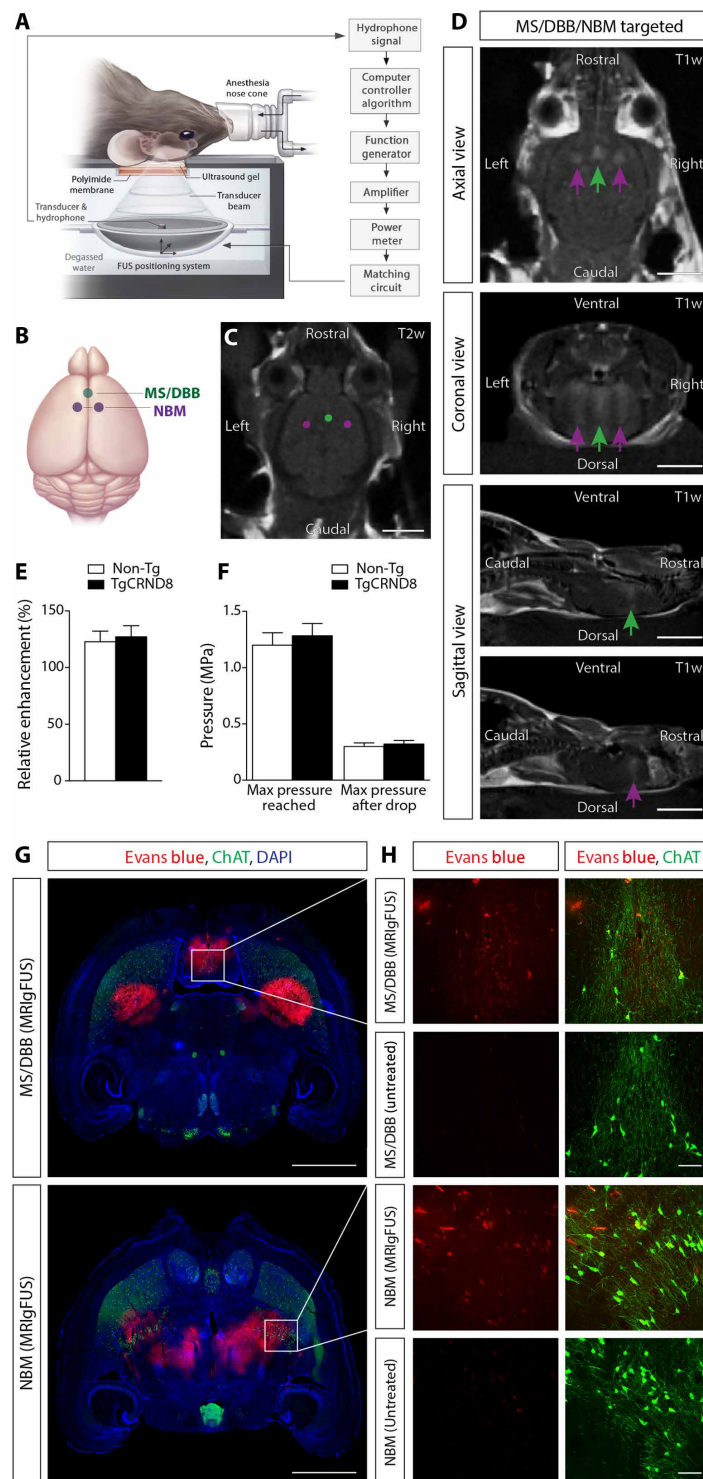 A
Hydrophone
signal
Computer
controller
algorithm
Function
generator
Amplifier
Power
meter
Matching
circuit
Anesthesia
nose cone
Polyimide
membrane
Ultrasound gel
Transducer
beam
Transducer &
hydrophone
Degassed
water
FUS positioning system
B
MS/DBB
NBM
C
Rostral
T2w
Left
Right
Caudal
D
MS/DBB/NBM targeted
Axial view
Rostral
T1w
Left
Right
Caudal
Coronal view
Ventral
T1w
Left
Right
Dorsal
Sagittal view
Ventral
T1w
Caudal
Rostral
Dorsal
Ventral
T1w
Caudal
Rostral
Dorsal
E
Non-Tg
TgCRND8
Relative enhancement (%)
150
100
50
0
F
Non-Tg
TgCRND8
Pressure (MPa)
1.5
1.0
0.5
0
Max pressure
reached
Max pressure
after drop
G
Evans blue, ChAT, DAPI
MS/DBB (MRIgFUS)
NBM (MRIgFUS)
H
Evans blue
Evans blue, ChAT
MS/DBB (MRIgFUS)
MS/DBB (untreated)
NBM (MRIgFUS)
NBM (Untreated)